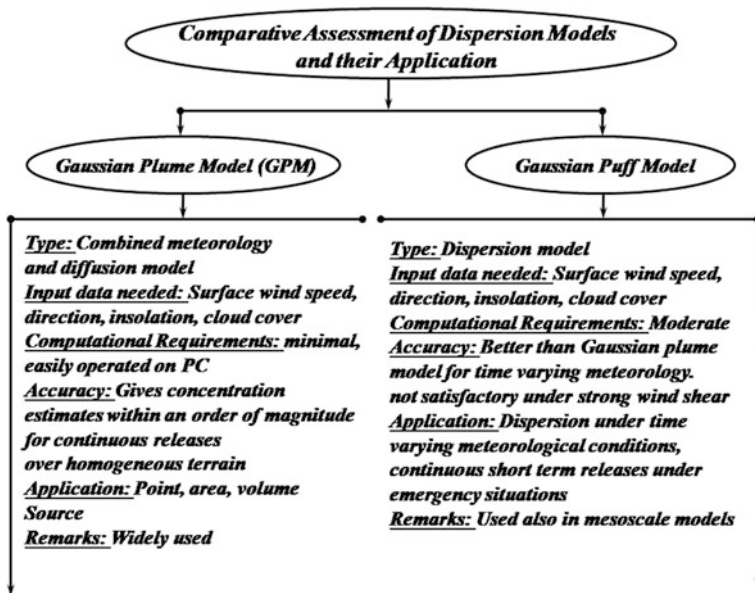 Comparative Assessment of Dispersion Models
and their Application
Gaussian Plume Model (GPM)
Gaussian Puff Model
Type: Combined meteorology
and diffusion model
Input data needed: Surface wind speed,
direction, insolation, cloud cover
Computational Requirements: minimal,
easily operated on PC
Accuracy: Gives concentration
estimates within an order of magnitude
for continuous releases
over homogeneous terrain
Application: Point, area, volume
Source
Remarks: Widely used
Type: Dispersion model
Input data needed: Surface wind speed,
direction, insolation, cloud cover
Computational Requirements: Moderate
Accuracy: Better than Gaussian plume
model for time varying meteorology.
not satisfactory under strong wind shear
Application: Dispersion under time
varying meteorological conditions,
continuous short term releases under
emergency situations
Remarks: Used also in mesoscale models